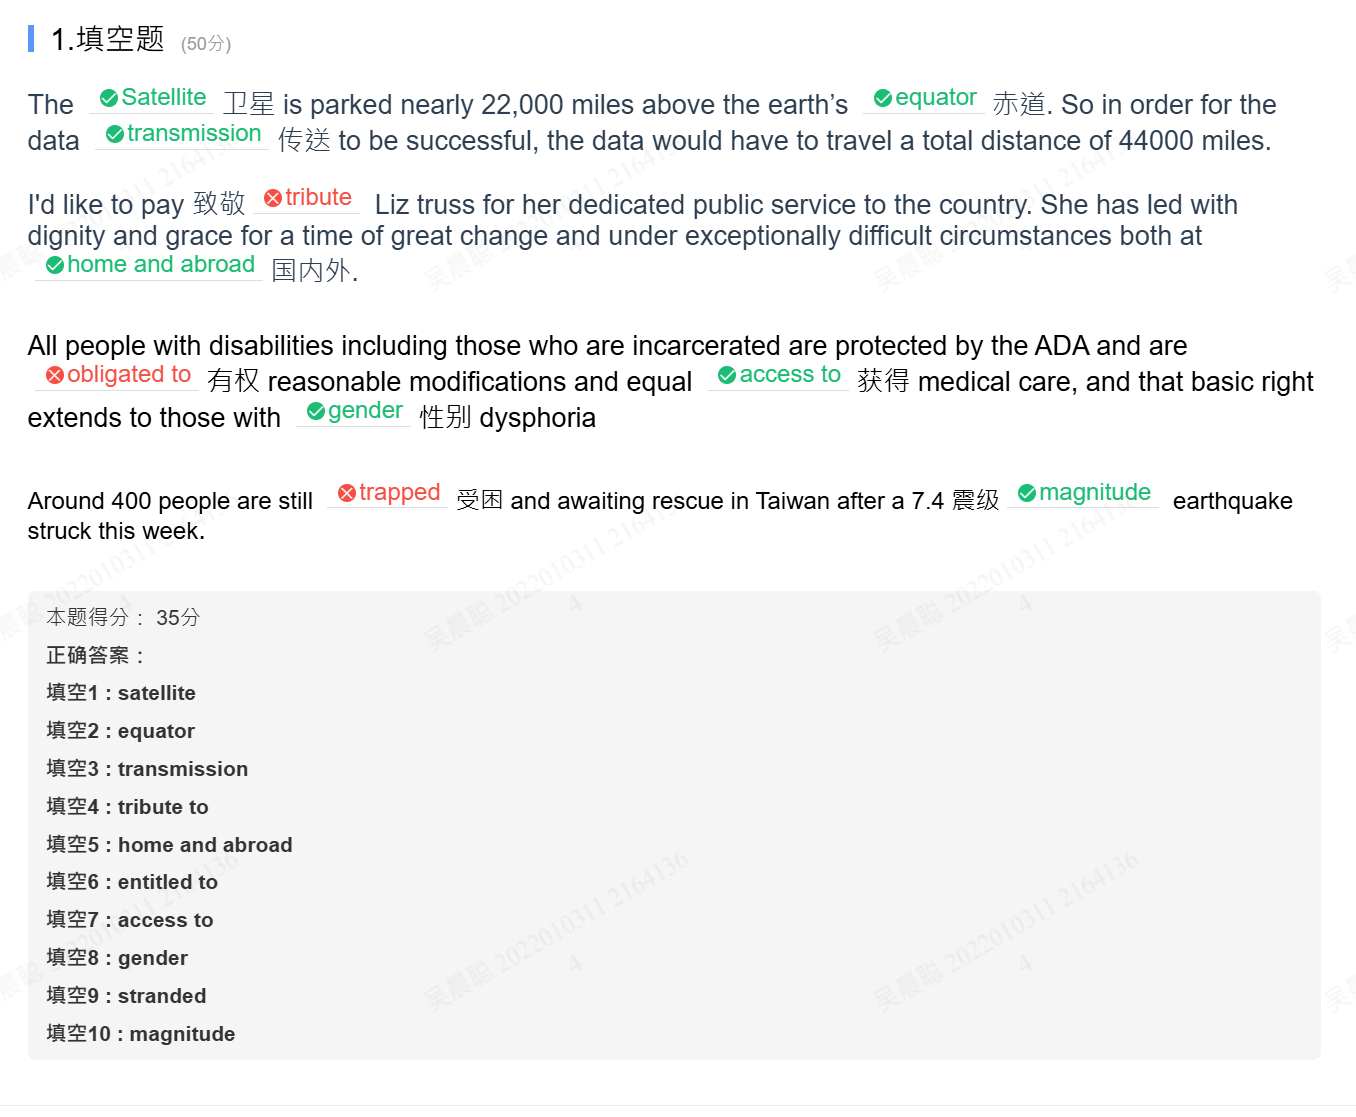 1.填空题 (50分)
The Satellite 卫星 is parked nearly 22,000 miles above the earth’s equator 赤道. So in order for the
data transmission 传送 to be successful, the data would have to travel a total distance of 44000 miles.
I'd like to pay 致敬 tribute Liz truss for her dedicated public service to the country. She has led with
dignity and grace for a time of great change and under exceptionally difficult circumstances both at
home and abroad 国内外.
All people with disabilities including those who are incarcerated are protected by the ADA and are
obligated to 有权 reasonable modifications and equal access to 获得 medical care, and that basic right
extends to those with gender 性别 dysphoria
Around 400 people are still trapped 受困 and awaiting rescue in Taiwan after a 7.4 震级 magnitude earthquake
struck this week.
本题得分： 35分
正确答案：
填空1 : satellite
填空2 : equator
填空3 : transmission
填空4 : tribute to
填空5 : home and abroad
填空6 : entitled to
填空7 : access to
填空8 : gender
填空9 : stranded
填空10 : magnitude
吴晨聪 2022010311 2164136
4